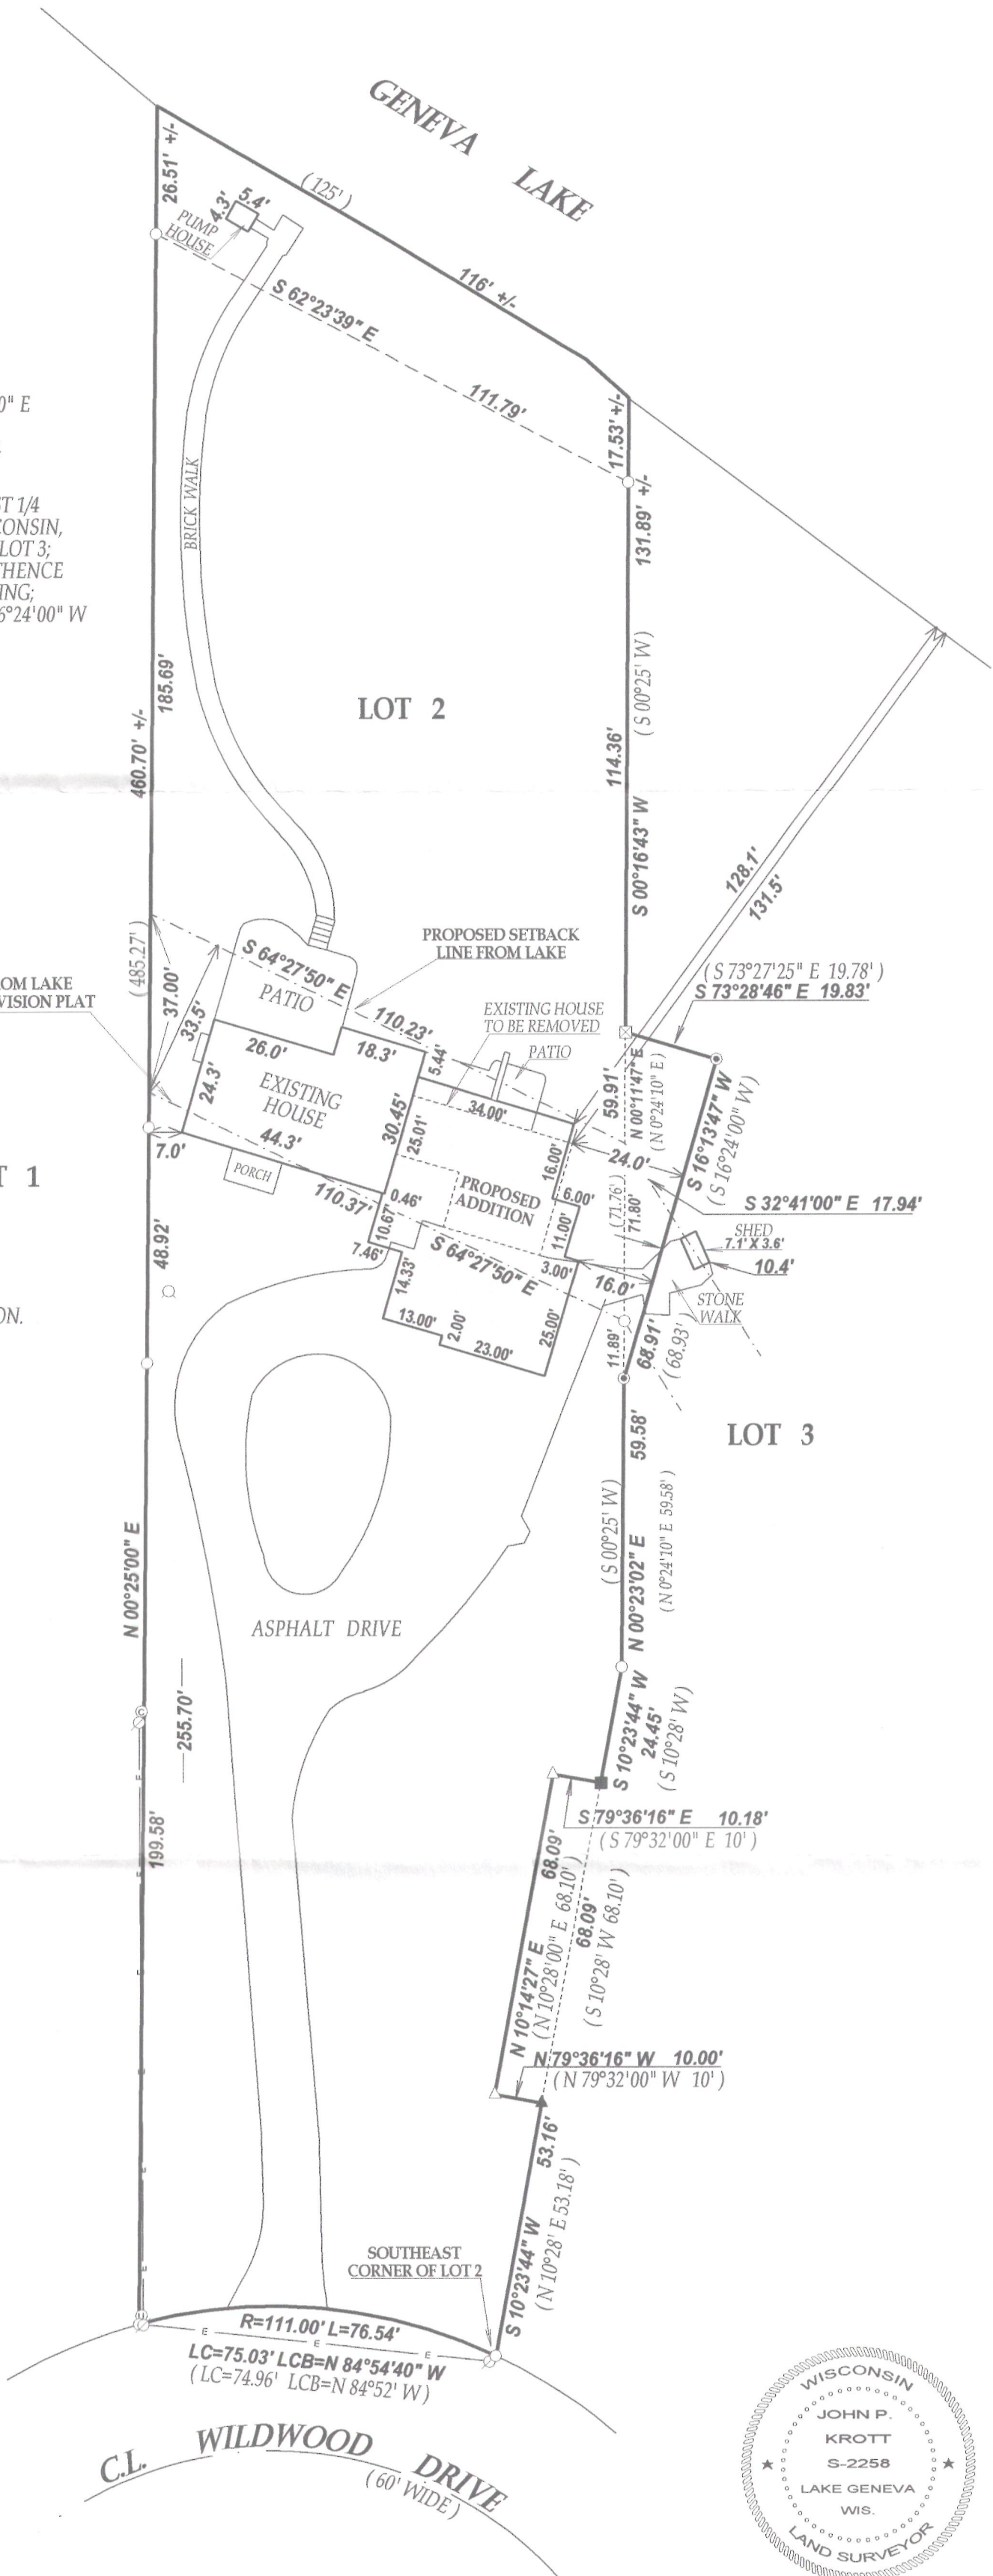 GENEVA LAKE
26.51' +/-
(125')
5.4'
4.3'
PUMP
HOUSE
116' +/-
S 62°23'39" E
111.79'
17.53' +/-
131.89' +/-
0" E
ST 1/4
CONSIN,
LOT 3;
THENCE
ING;
6°24'00" W
BRICK WALK
185.69'
460.70' +/-
LOT 2
(S 00°25' W)
114.36'
S 00°16'43" W
128.1'
131.5'
(485.27')
37.00'
33.5'
S 64°27'50" E
PATIO
110.23'
PROPOSED SETBACK
LINE FROM LAKE
OM LAKE
VISION PLAT
EXISTING HOUSE
TO BE REMOVED
PATIO
(S 73°27'25" E 19.78')
S 73°28'46" E 19.83'
26.0'
18.3'
5.44'
24.3'
EXISTING
HOUSE
30.45'
25.01'
34.00'
59.91'
N 00°11'47" E
(N 0°24'10" E)
S 16°13'47" W
(S 16°24'00" W)
44.3'
7.0'
PORCH
110.37'
0.46'
10.67'
7.46'
PROPOSED
ADDITION
16.00'
6.00'
11.00'
24.0'
(71.76')
71.80'
S 32°41'00" E 17.94'
SHED
7.1' X 3.6'
10.4'
T 1
48.92'
S 64°27'50" E
3.00'
16.0'
STONE
WALK
14.33'
13.00'
2.00'
23.00'
25.00'
11.89'
68.91'
(68.93')
ON.
LOT 3
59.58'
(S 00°25' W)
N 00°23'02" E
(N 0°24'10" E 59.58')
N 00°25'00" E
ASPHALT DRIVE
255.70'
199.58'
S 10°23'44" W
24.45'
(S 10°28' W)
S 79°36'16" E 10.18'
(S 79°32'00" E 10')
68.09'
N 10°14'27" E
(N 10°28'00" E 68.10')
68.09'
(S 10°28' W 68.10')
N 79°36'16" W 10.00'
(N 79°32'00" W 10')
53.16'
S 10°23'44" W
(N 10°28' E 53.18')
SOUTHEAST
CORNER OF LOT 2
E
E
E
E
E
E
E
R=111.00' L=76.54'
E
E
E
LC=75.03' LCB=N 84°54'40" W
(LC=74.96' LCB=N 84°52' W)
C.L. WILDWOOD DRIVE
(60' WIDE)
WISCONSIN
JOHN P.
KROTT
S-2258
LAKE GENEVA
WIS.
LAND SURVEYOR